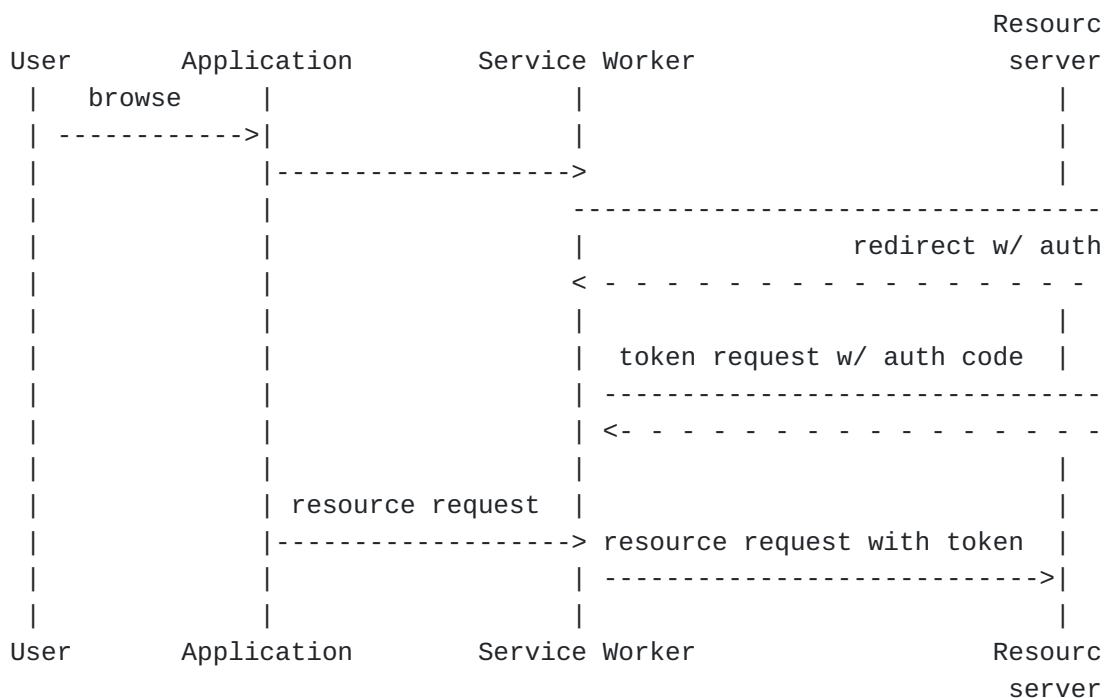 Resourc
User Application Service Worker server
| browse | | |
| ------------>| | |
| |-------------------> |
| | ----------------------------------
| | | redirect w/ auth
| | < - - - - - - - - - - - - - - - -
| | | |
| | | token request w/ auth code |
| | | --------------------------------
| | | <- - - - - - - - - - - - - - - -
| | | |
| | resource request | |
| |-------------------> resource request with token |
| | | ---------------------------->|
| | | |
User Application Service Worker Resourc
server